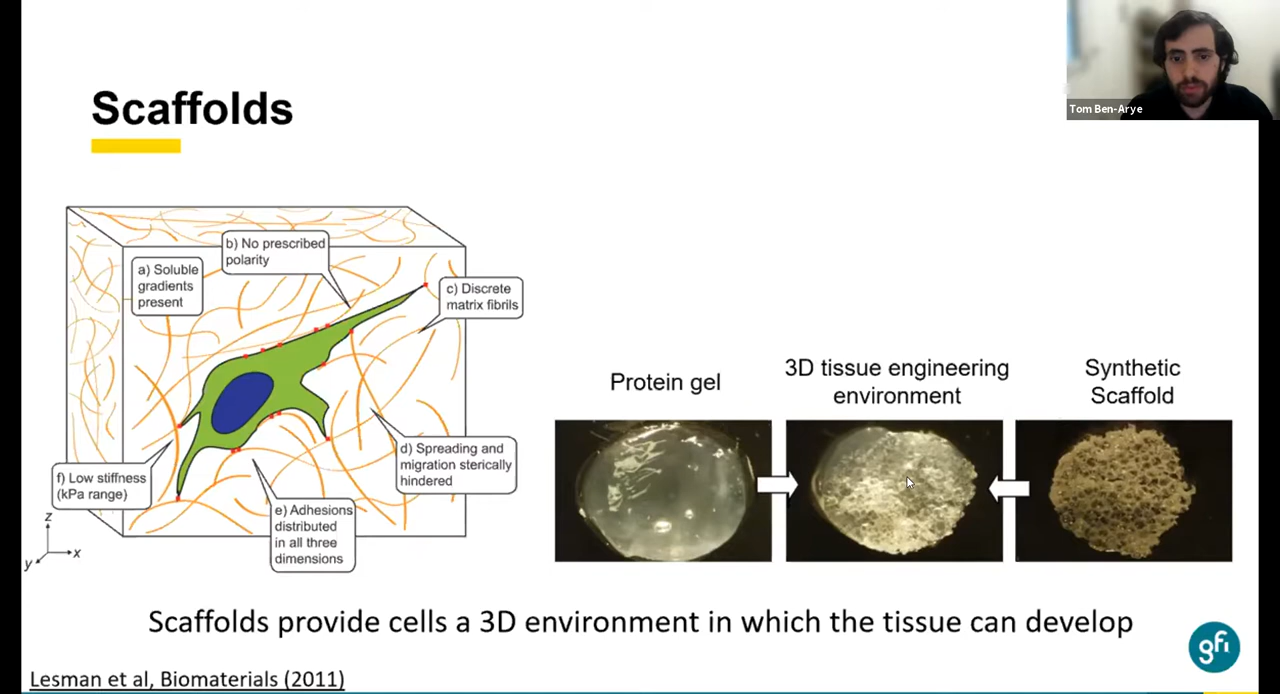 Tom Ben-Arye
Scaffolds
b) No prescribed
polarity
a) Soluble
gradients
present
c) Discrete
matrix fibrils
d) Spreading and
migration sterically
hindered
f) Low stiffness
(kPa range)
e) Adhesions
distributed
in all three
dimensions
z
x
y
Protein gel
3D tissue engineering
environment
Synthetic
Scaffold
Scaffolds provide cells a 3D environment in which the tissue can develop
gfi
Lesman et al, Biomaterials (2011)